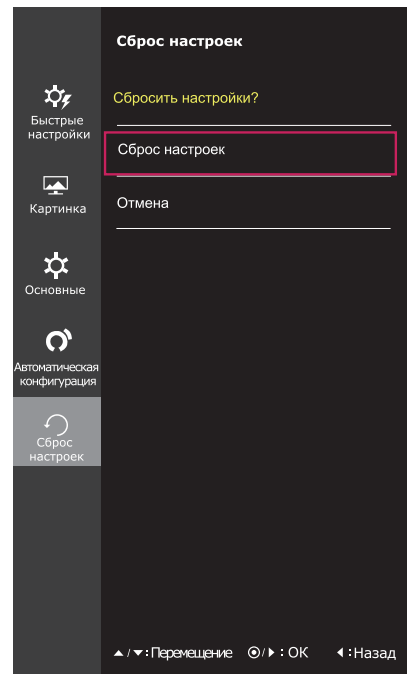 Сброс настроек
Быстрые
настройки
Картинка
Основные
Автоматическая
конфигурация
Сброс
настроек
Сбросить настройки?
Сброс настроек
Отмена
▲ / ▼ : Перемещение ◉ / ▶ : OK ◀ : Назад